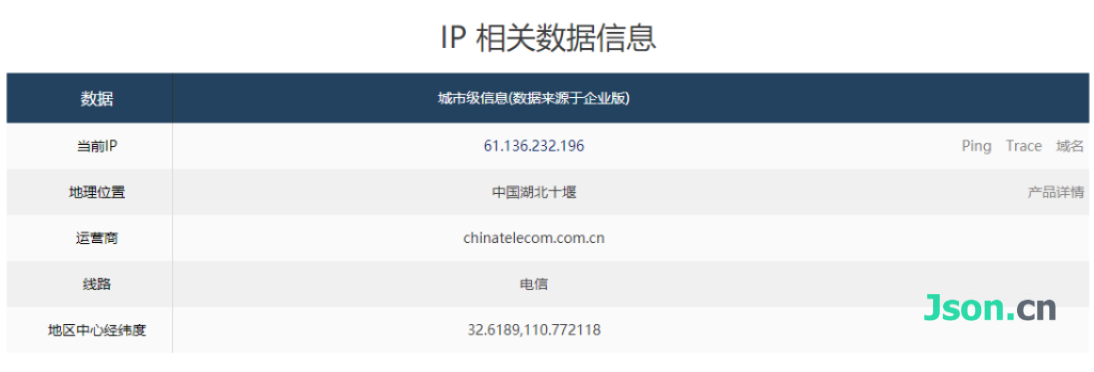 IP 相关数据信息
数据 城市级信息(数据来源于企业版)
当前IP 61.136.232.196 Ping Trace 域名
地理位置 中国湖北十堰 产品详情
运营商 chinatelecom.com.cn
线路 电信
Json.cn
地区中心经纬度 32.6189,110.772118